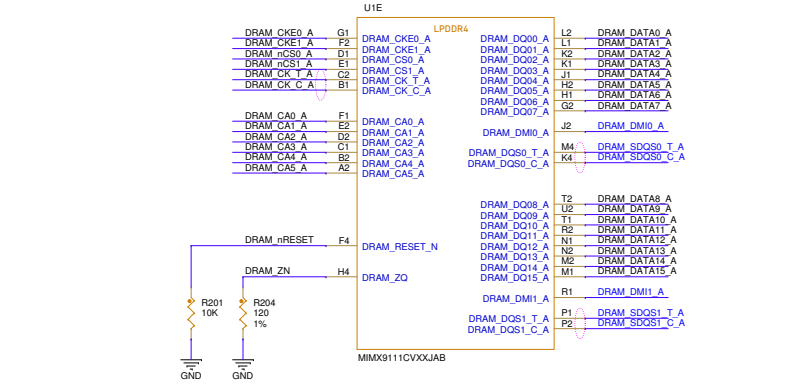 U1E
LPDDR4
DRAM_CKE0_A G1 DRAM_CKE0_A
DRAM_CKE1_A F2 DRAM_CKE1_A
DRAM_nCS0_A D1 DRAM_CS0_A
DRAM_nCS1_A E1 DRAM_CS1_A
DRAM_CK_T_A C2 DRAM_CK_T_A
DRAM_CK_C_A B1 DRAM_CK_C_A
DRAM_CA0_A F1 DRAM_CA0_A
DRAM_CA1_A E2 DRAM_CA1_A
DRAM_CA2_A D2 DRAM_CA2_A
DRAM_CA3_A C1 DRAM_CA3_A
DRAM_CA4_A B2 DRAM_CA4_A
DRAM_CA5_A A2 DRAM_CA5_A
DRAM_nRESET F4 DRAM_RESET_N
DRAM_ZN H4 DRAM_ZQ
DRAM_DQ00_A L2 DRAM_DATA0_A
DRAM_DQ01_A L1 DRAM_DATA1_A
DRAM_DQ02_A K2 DRAM_DATA2_A
DRAM_DQ03_A K1 DRAM_DATA3_A
DRAM_DQ04_A J1 DRAM_DATA4_A
DRAM_DQ05_A H2 DRAM_DATA5_A
DRAM_DQ06_A H1 DRAM_DATA6_A
DRAM_DQ07_A G2 DRAM_DATA7_A
DRAM_DMI0_A J2 DRAM_DMI0_A
DRAM_DQS0_T_A M4 DRAM_SDQS0_T_A
DRAM_DQS0_C_A K4 DRAM_SDQS0_C_A
DRAM_DQ08_A T2 DRAM_DATA8_A
DRAM_DQ09_A U2 DRAM_DATA9_A
DRAM_DQ10_A T1 DRAM_DATA10_A
DRAM_DQ11_A R2 DRAM_DATA11_A
DRAM_DQ12_A N1 DRAM_DATA12_A
DRAM_DQ13_A N2 DRAM_DATA13_A
DRAM_DQ14_A M2 DRAM_DATA14_A
DRAM_DQ15_A M1 DRAM_DATA15_A
DRAM_DMI1_A R1 DRAM_DMI1_A
DRAM_DQS1_T_A P1 DRAM_SDQS1_T_A
DRAM_DQS1_C_A P2 DRAM_SDQS1_C_A
R201
10K
R204
120
1%
GND
GND
MIMX9111CVXXJAB